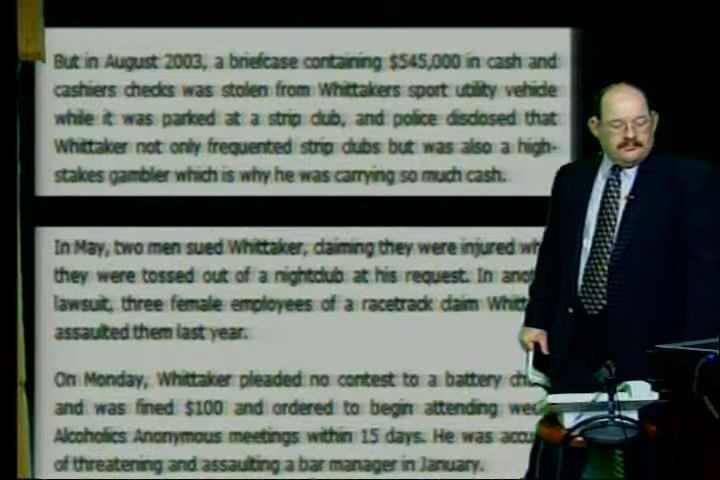 But in August 2003, a briefcase containing $545,000 in cash and
cashiers checks was stolen from Whittakers sport utility vehicle
while it was parked at a strip club, and police disclosed that
Whittaker not only frequented strip clubs but was also a high-
stakes gambler which is why he was carrying so much cash.
In May, two men sued Whittaker, claiming they were injured wh
they were tossed out of a nightclub at his request. In anot
lawsuit, three female employees of a racetrack claim Whitt
assaulted them last year.
On Monday, Whittaker pleaded no contest to a battery cha
and was fined $100 and ordered to begin attending wee
Alcoholics Anonymous meetings within 15 days. He was accu
of threatening and assaulting a bar manager in January.